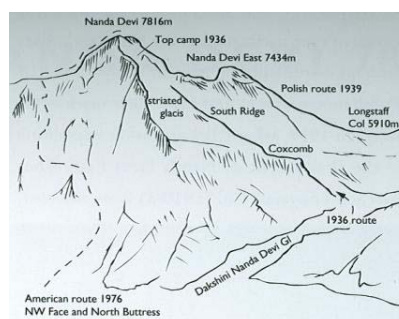 Nanda Devi 7816m
Top camp 1936
Nanda Devi East 7434m
Polish route 1939
striated
glacis
South Ridge
Longstaff
Col 5910m
Coxcomb
1936 route
Dakshini Nanda Devi Gl
American route 1976
NW Face and North Buttress